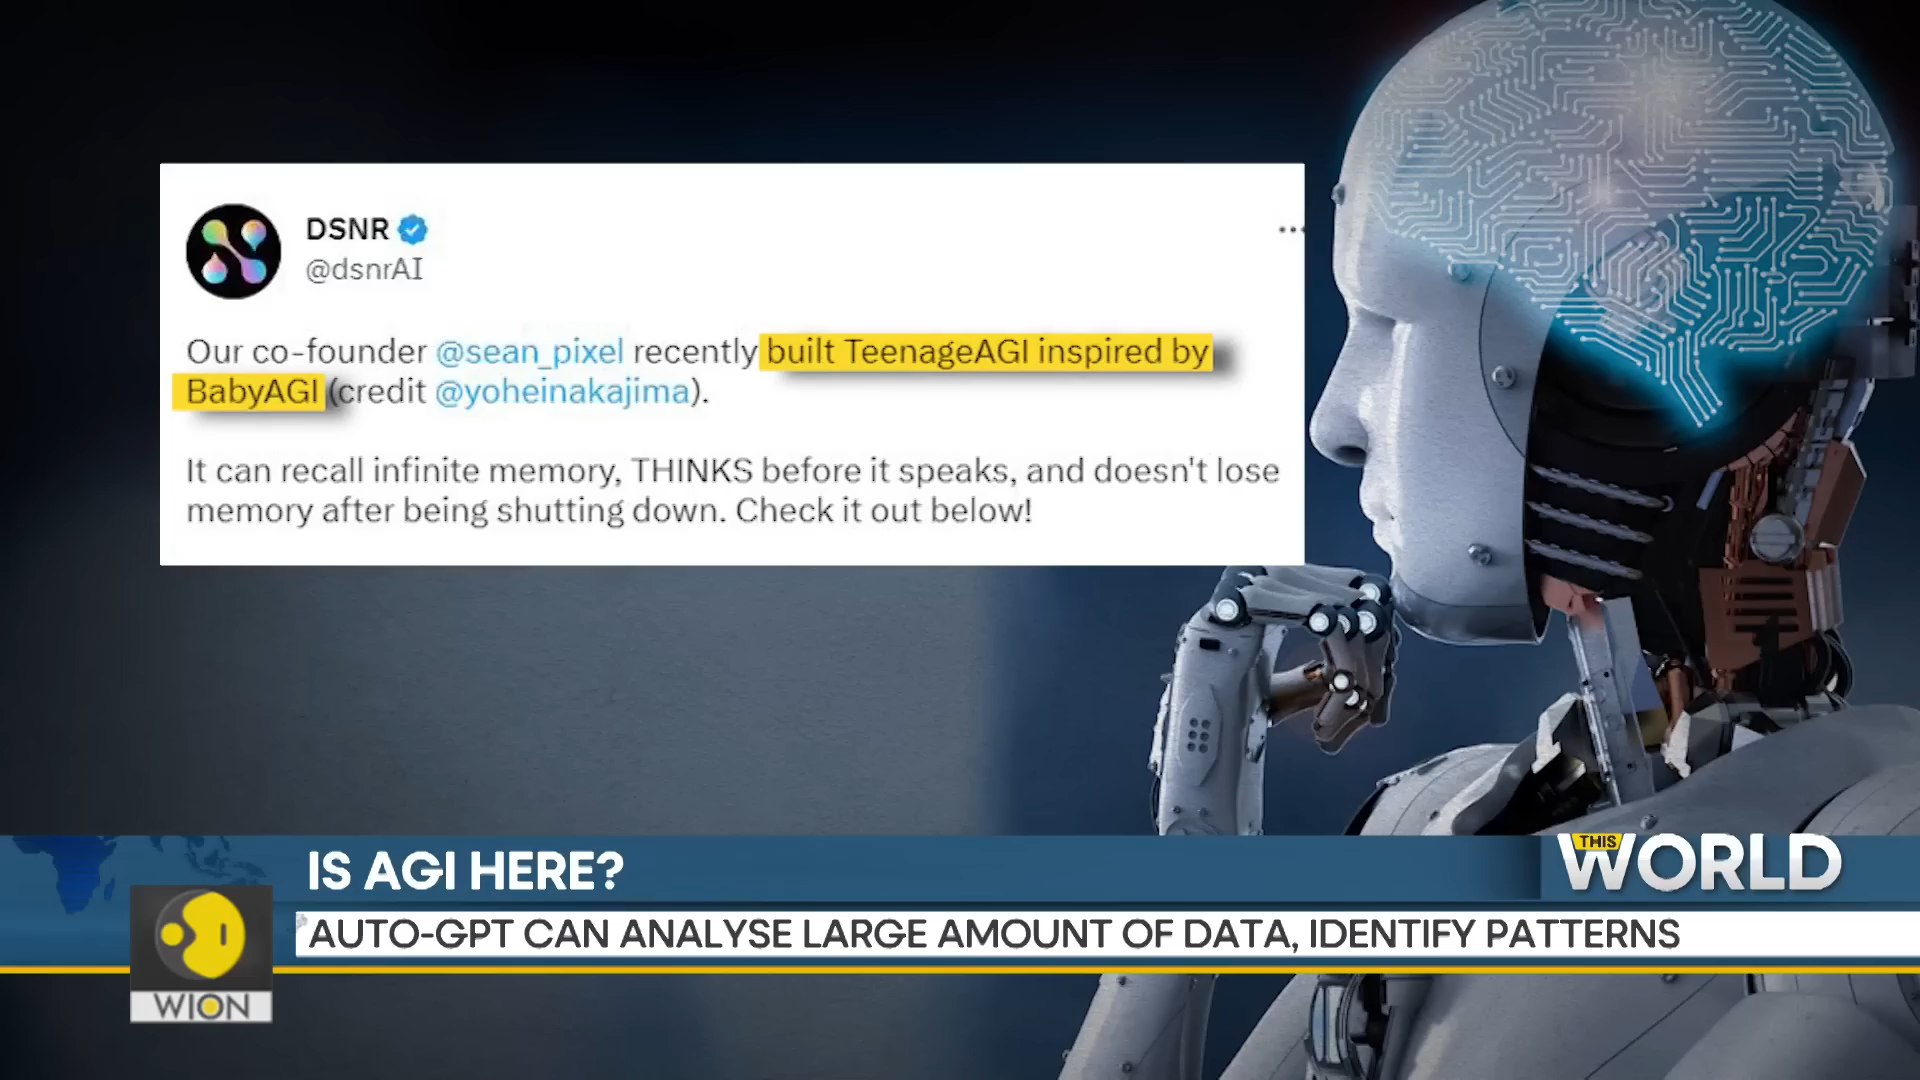 DSNR
@dsnrAI
Our co-founder @sean_pixel recently built TeenageAGI inspired by
BabyAGI (credit @yoheinakajima).
It can recall infinite memory, THINKS before it speaks, and doesn't lose
memory after being shutting down. Check it out below!
IS AGI HERE?
THIS
WORLD
AUTO-GPT CAN ANALYSE LARGE AMOUNT OF DATA, IDENTIFY PATTERNS
WION